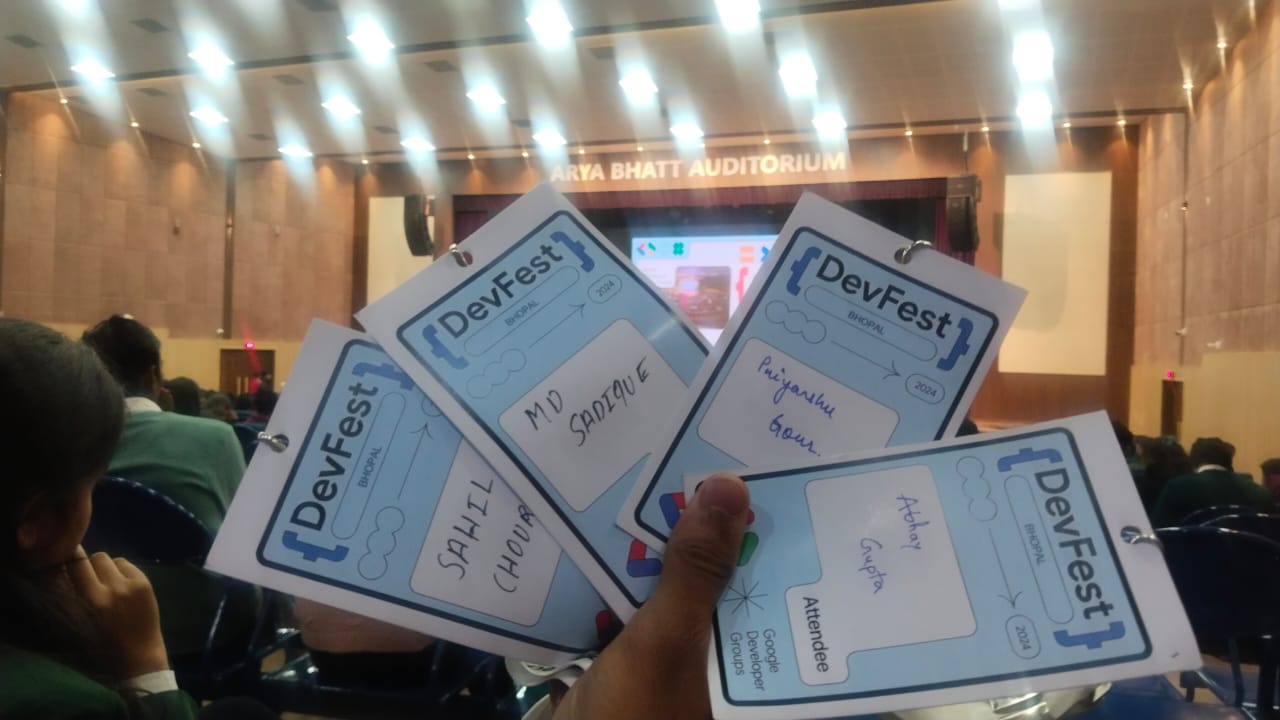 ARYA BHATT AUDITORIUM
{DevFest}
BHOPAL
SAHIL
{DevFest}
BHOPAL
2024
MD
SADIQUE
{DevFest}
BHOPAL
2024
Priyanshu
Gour.
{DevFest}
BHOPAL
2024
Abhay
Gupta
Attendee
Google
Developer
Groups